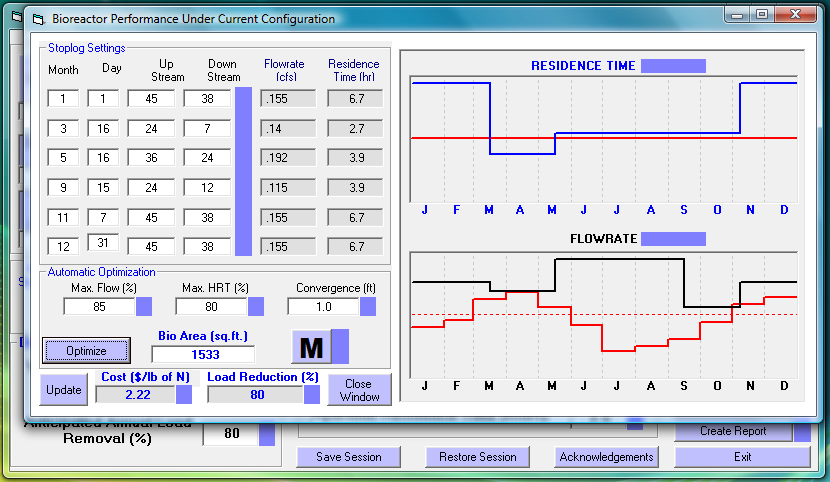 Bioreactor Performance Under Current Configuration
Stoplog Settings
Month Day Up Stream Down Stream Flowrate (cfs) Residence Time (hr)
1 1 45 38 .155 6.7
3 16 24 7 .14 2.7
5 16 36 24 .192 3.9
9 15 24 12 .115 3.9
11 7 45 38 .155 6.7
12 31 45 38 .155 6.7
Automatic Optimization
Max. Flow (%) Max. HRT (%) Convergence (ft)
85 80 1.0
Optimize
Bio Area (sq.ft.)
1533
M
Update
Cost ($/lb of N)
2.22
Load Reduction (%)
80
Close
Window
RESIDENCE TIME
J F M A M J J A S O N D
FLOWRATE
J F M A M J J A S O N D
Anticipated Annual Load
Removal (%)
80
Create Report
Save Session
Restore Session
Acknowledgements
Exit